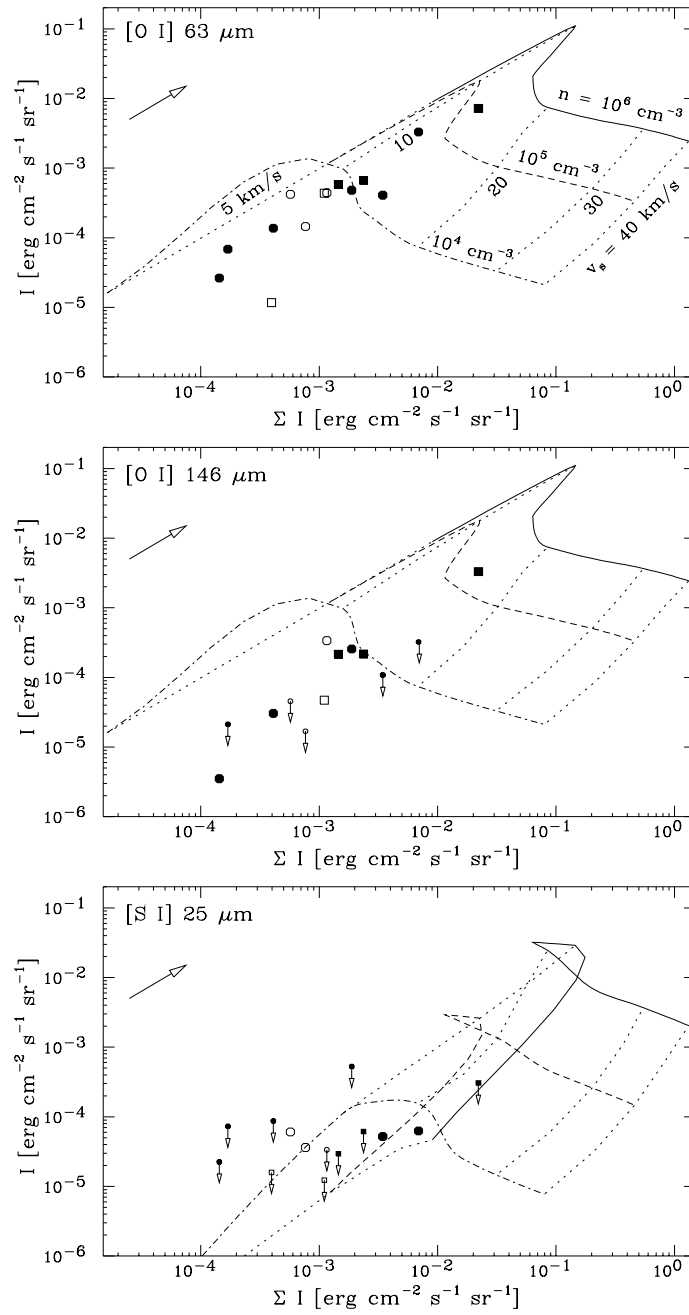 [O I] 63 μm
10⁻¹
10⁻²
10⁻³
10⁻⁴
10⁻⁵
10⁻⁶
I [erg cm⁻² s⁻¹ sr⁻¹]
n = 10⁶ cm⁻³
10⁵ cm⁻³
10⁴ cm⁻³
5 km/s
10
20
30
vₛ = 40 km/s
10⁻⁴ 10⁻³ 10⁻² 10⁻¹ 10⁰
Σ I [erg cm⁻² s⁻¹ sr⁻¹]
[O I] 146 μm
10⁻¹
10⁻²
10⁻³
10⁻⁴
10⁻⁵
10⁻⁶
I [erg cm⁻² s⁻¹ sr⁻¹]
10⁻⁴ 10⁻³ 10⁻² 10⁻¹ 10⁰
Σ I [erg cm⁻² s⁻¹ sr⁻¹]
[S I] 25 μm
10⁻¹
10⁻²
10⁻³
10⁻⁴
10⁻⁵
10⁻⁶
I [erg cm⁻² s⁻¹ sr⁻¹]
10⁻⁴ 10⁻³ 10⁻² 10⁻¹ 10⁰
Σ I [erg cm⁻² s⁻¹ sr⁻¹]